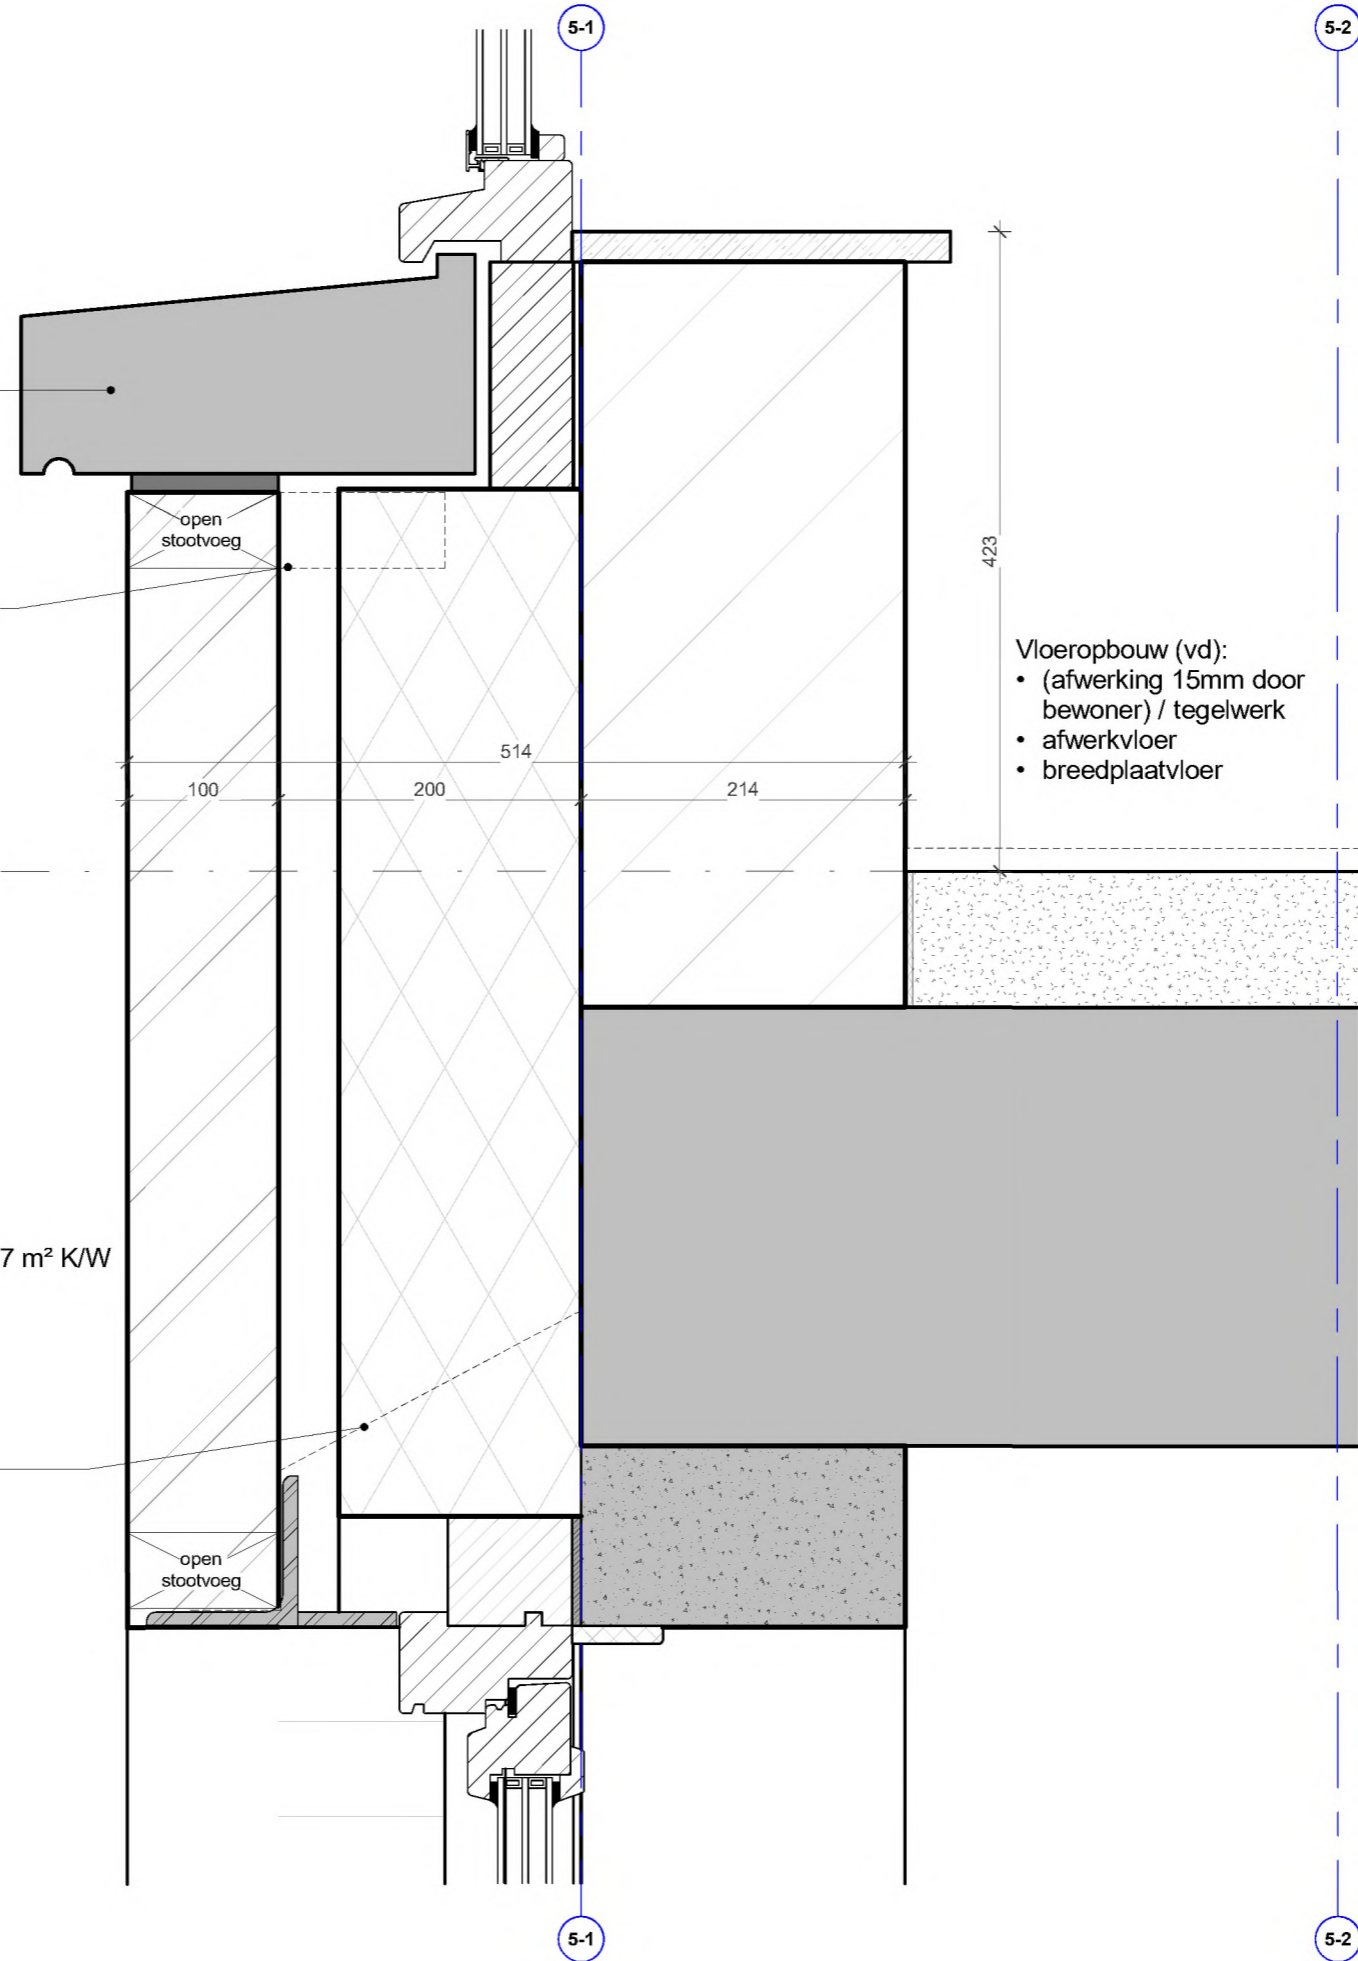 5-1
5-2
open
stootvoeg
423
Vloeropbouw (vd):
• (afwerking 15mm door
bewoner) / tegelwerk
• afwerkvloer
• breedplaatvloer
514
100
200
214
7 m² K/W
open
stootvoeg
5-1
5-2